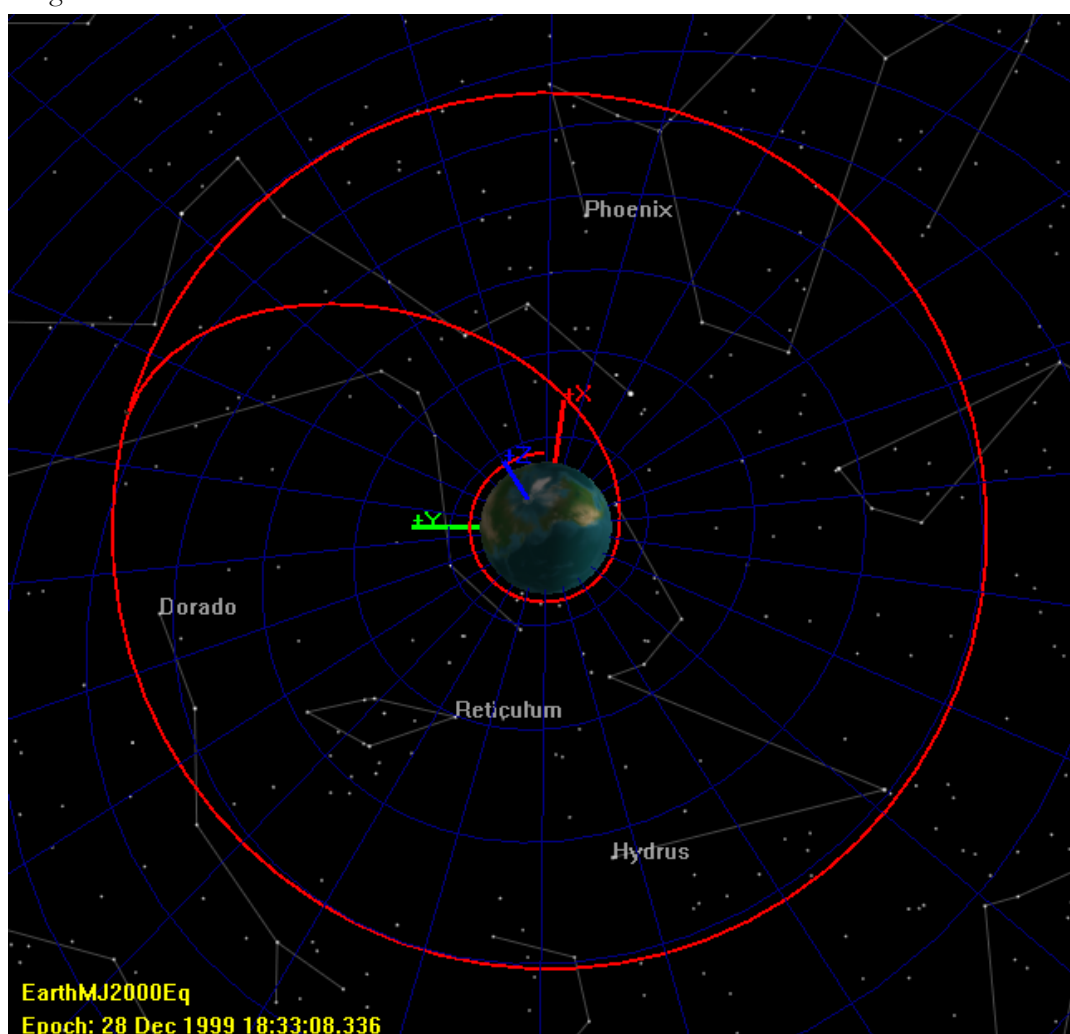 Phoenix
+X
+Z
+Y
Dorado
Reticulum
Hydrus
EarthMJ2000Eq
Epoch: 28 Dec 1999 18:33:08.336